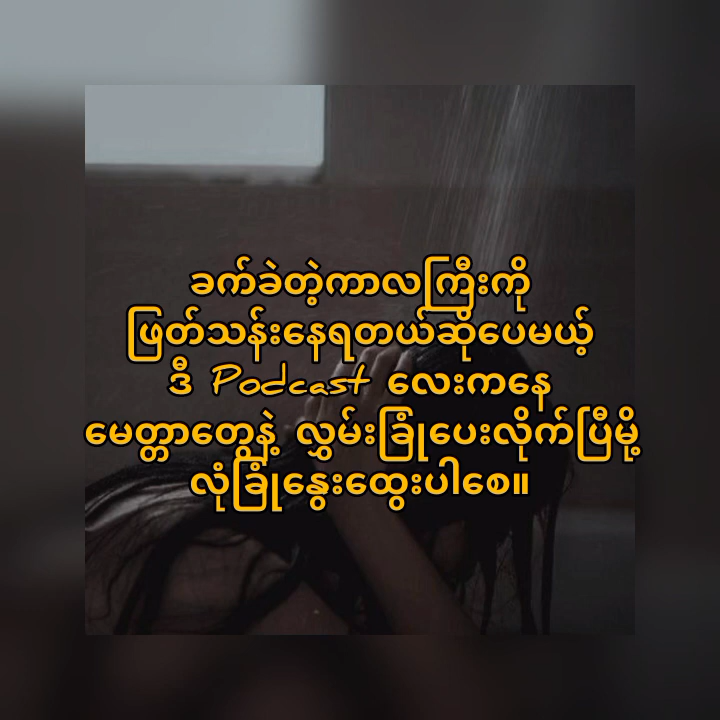 ခက်ခဲတဲ့ကာလကြီးကို
ဖြတ်သန်းနေရတယ်ဆိုပေမယ့်
ဒီ Podcast လေးကနေ
မေတ္တာတွေနဲ့ လွှမ်းခြုံပေးလိုက်ပြီမို့
လုံခြုံနွေးထွေးပါစေ။